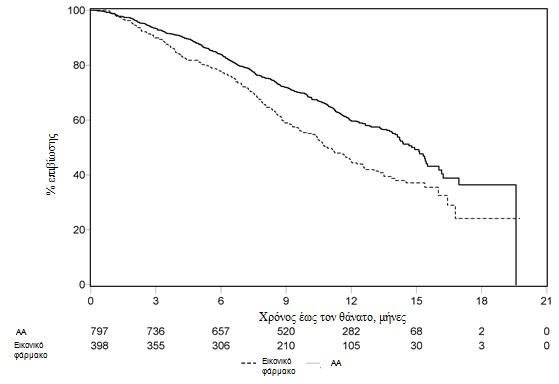 100
80
60
40
20
0
% επιβίωσης
0 3 6 9 12 15 18 21
Χρόνος έως τον θάνατο, μήνες
AA 797 736 657 520 282 68 2 0
Εικονικό 398 355 306 210 105 30 3 0
φάρμακο
Εικονικό AA
φάρμακο